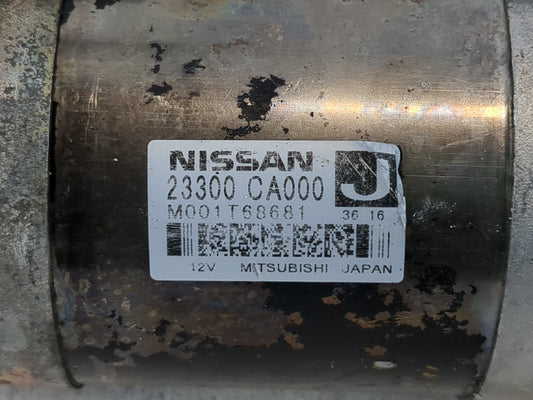 NISSAN J
23300 CA000
M001T68681 36 16
12V MITSUBISHI JAPAN